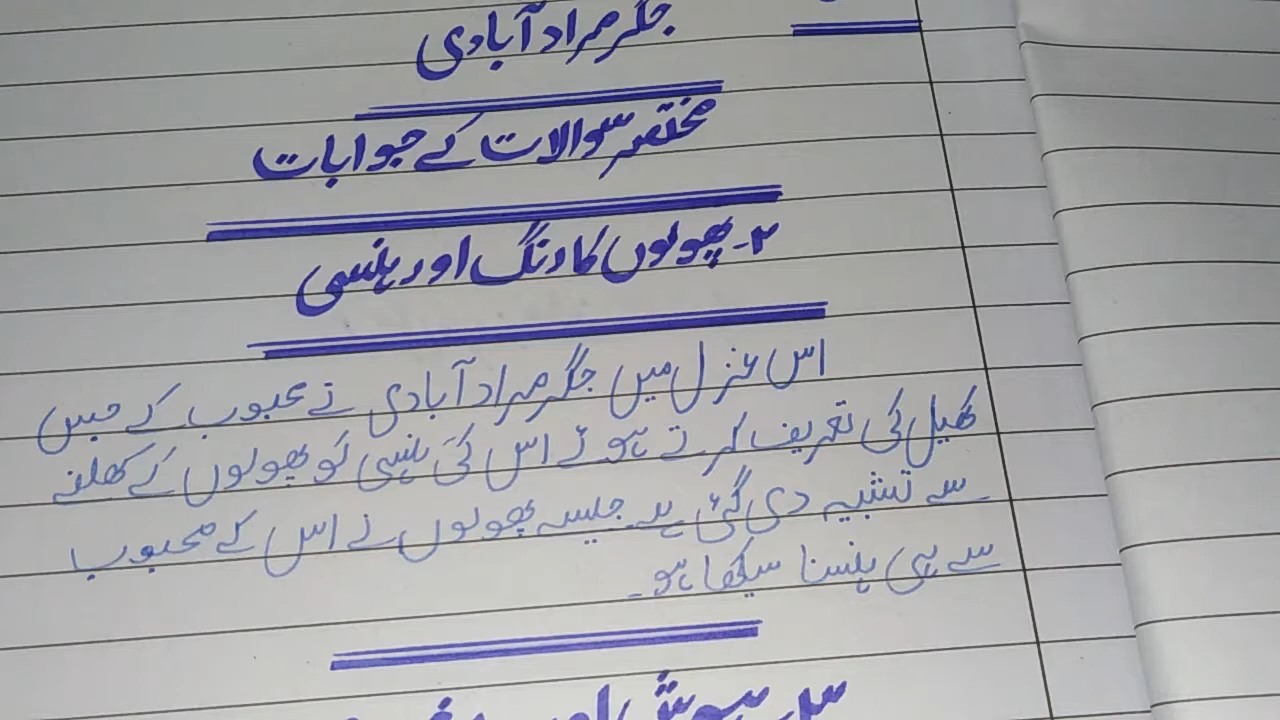 جگر مراد آبادی
مختصر سوالات کے جوابات
۲۔ پھولوں کا رنگ اور ہنسی
اس غزل میں جگر مراد آبادی نے محبوب کے جس
کھیل کی تعریف کرتے ہوئے اس کی ہنسی کو پھولوں کے کھلنے
سے تشبیہ دی گئی ہے۔ جیسے پھولوں نے اس کے محبوب
سے ہی ہنسنا سیکھا ہو۔